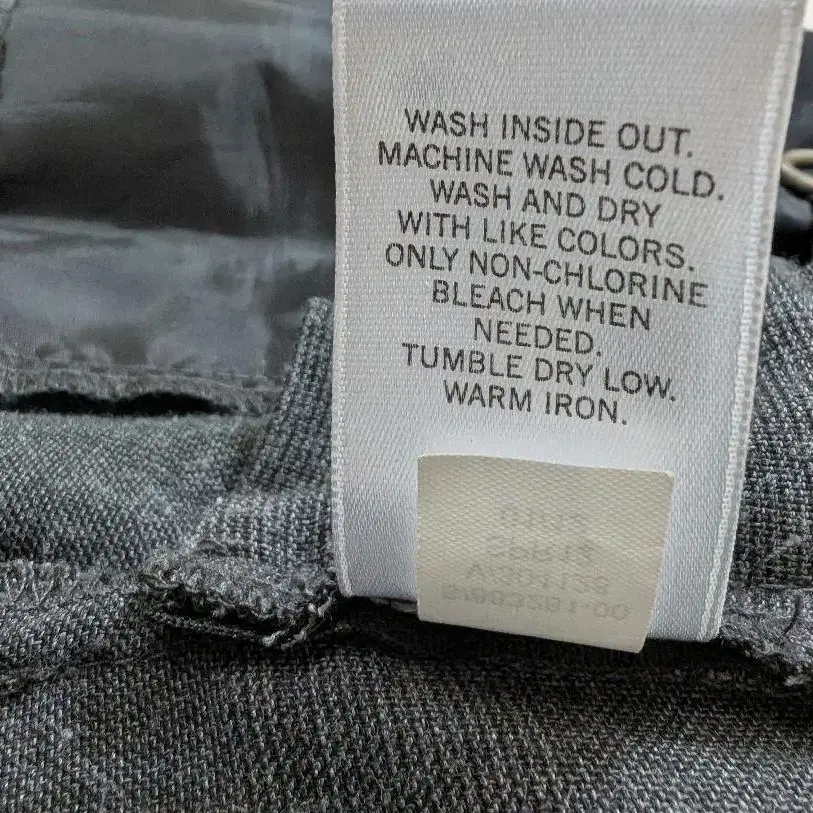 WASH INSIDE OUT.
MACHINE WASH COLD.
WASH AND DRY
WITH LIKE COLORS.
ONLY NON-CHLORINE
BLEACH WHEN
NEEDED.
TUMBLE DRY LOW.
WARM IRON.